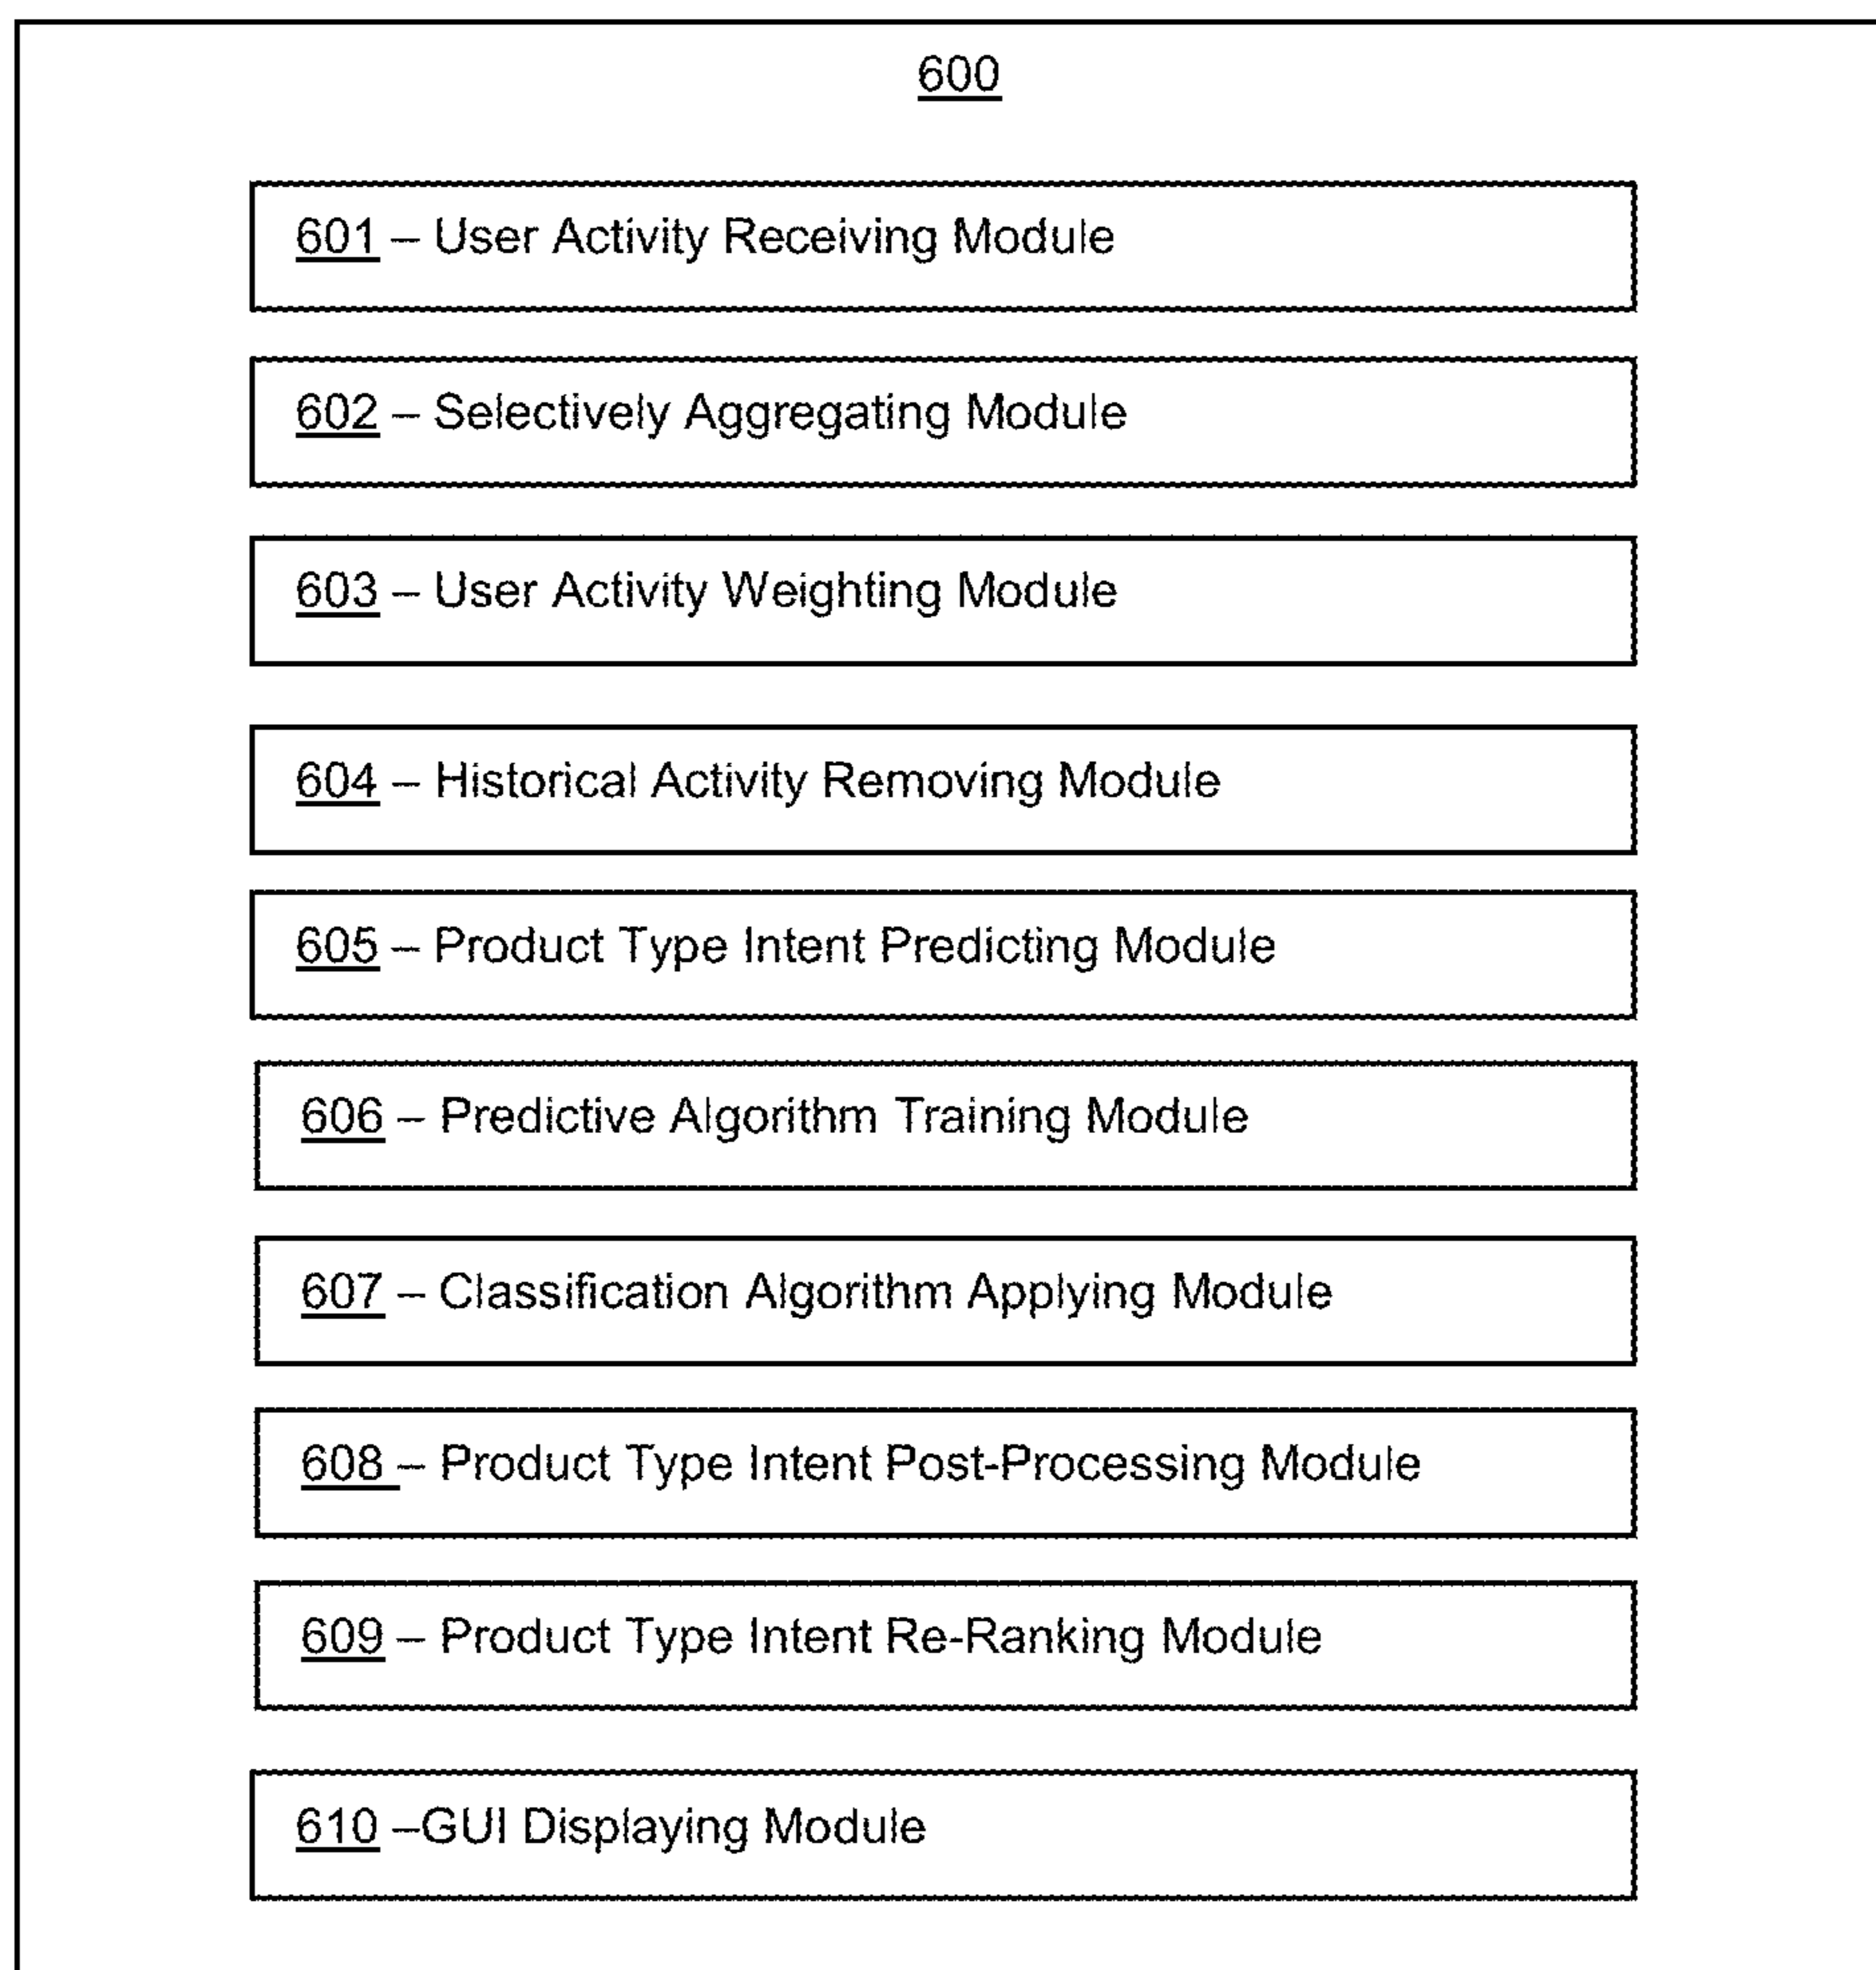 600
601 – User Activity Receiving Module
602 – Selectively Aggregating Module
603 – User Activity Weighting Module
604 – Historical Activity Removing Module
605 – Product Type Intent Predicting Module
606 – Predictive Algorithm Training Module
607 – Classification Algorithm Applying Module
608 – Product Type Intent Post-Processing Module
609 – Product Type Intent Re-Ranking Module
610 –GUI Displaying Module